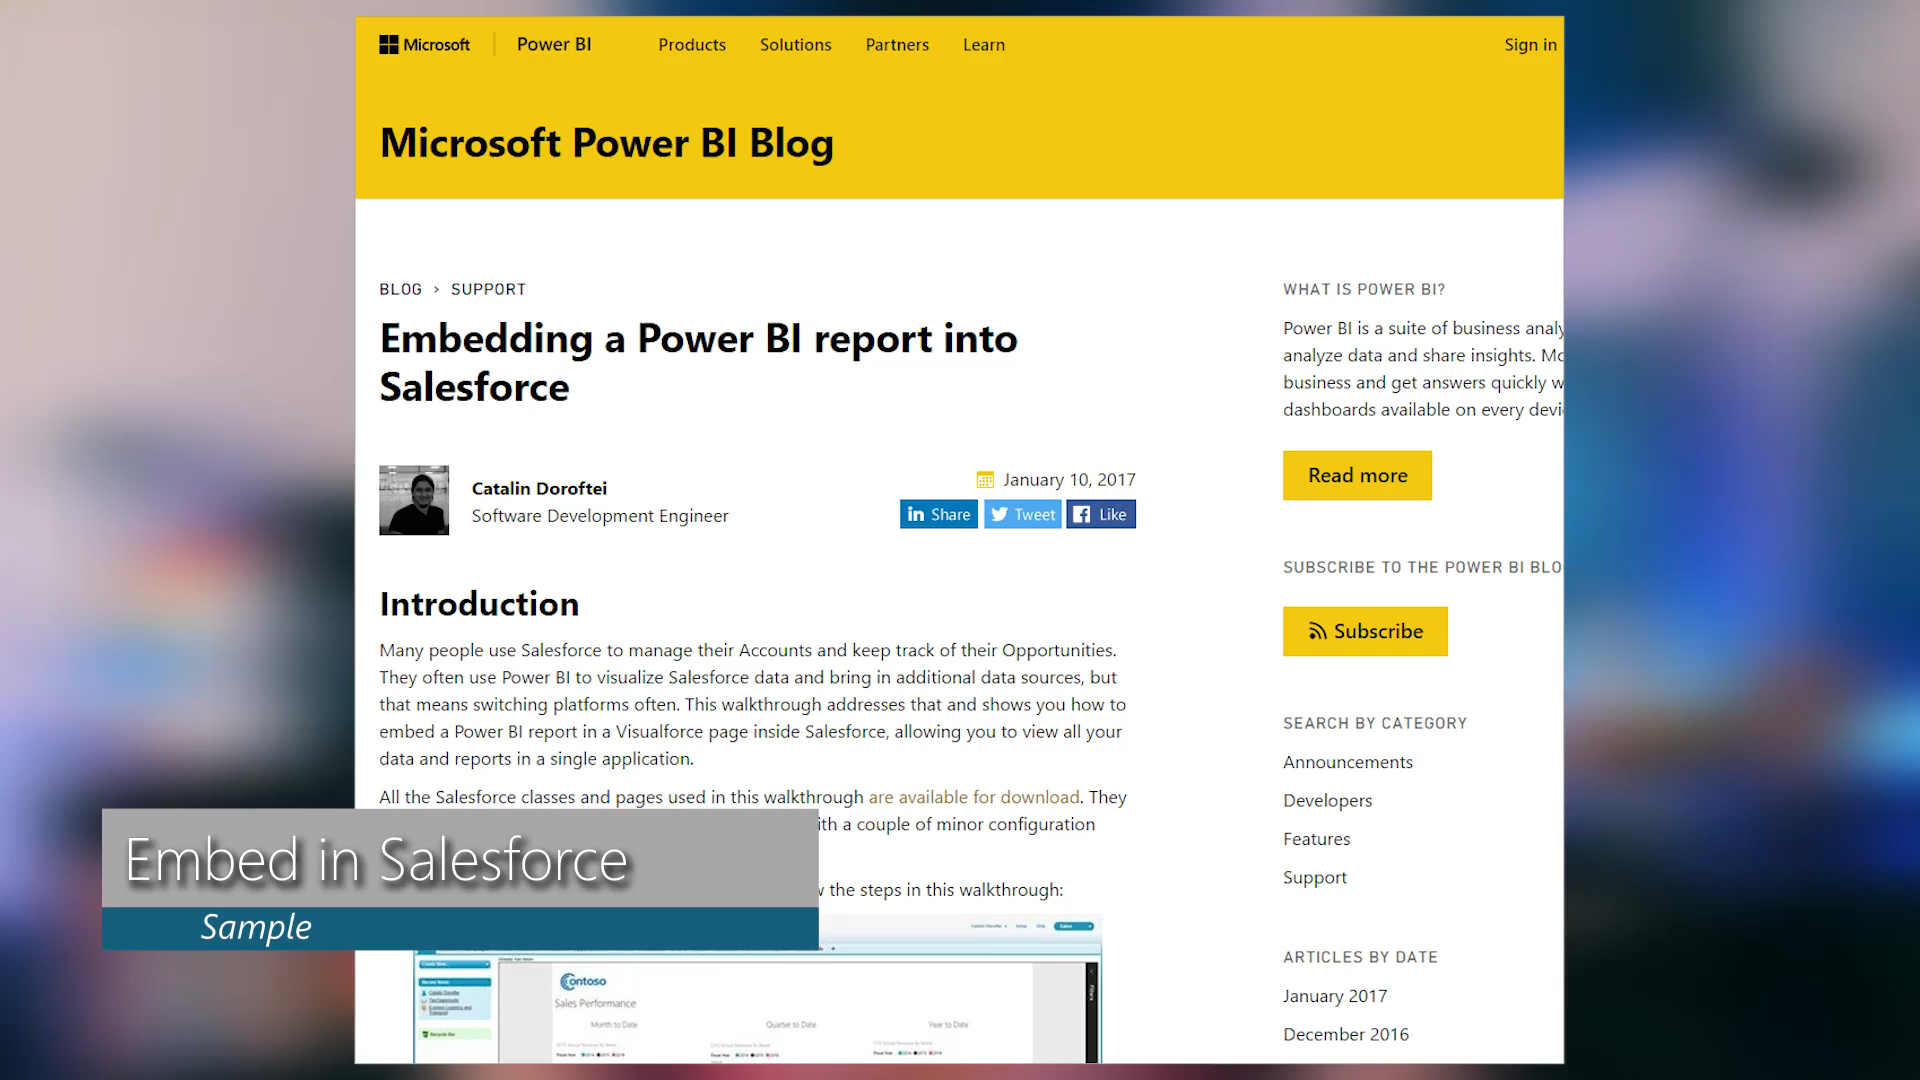 Microsoft Power BI Products Solutions Partners Learn Sign in
Microsoft Power BI Blog
BLOG > SUPPORT
Embedding a Power BI report into
Salesforce
Catalin Doroftei
Software Development Engineer
January 10, 2017
Share Tweet Like
Introduction
Many people use Salesforce to manage their Accounts and keep track of their Opportunities.
They often use Power BI to visualize Salesforce data and bring in additional data sources, but
that means switching platforms often. This walkthrough addresses that and shows you how to
embed a Power BI report in a Visualforce page inside Salesforce, allowing you to view all your
data and reports in a single application.
All the Salesforce classes and pages used in this walkthrough are available for download. They
with a couple of minor configuration
the steps in this walkthrough:
Contoso
Sales Performance
Month to Date Quarter to Date Year to Date
WHAT IS POWER BI?
Power BI is a suite of business analy
analyze data and share insights. Mo
business and get answers quickly w
dashboards available on every devi
Read more
SUBSCRIBE TO THE POWER BI BLO
Subscribe
SEARCH BY CATEGORY
Announcements
Developers
Features
Support
ARTICLES BY DATE
January 2017
December 2016
Embed in Salesforce
Sample